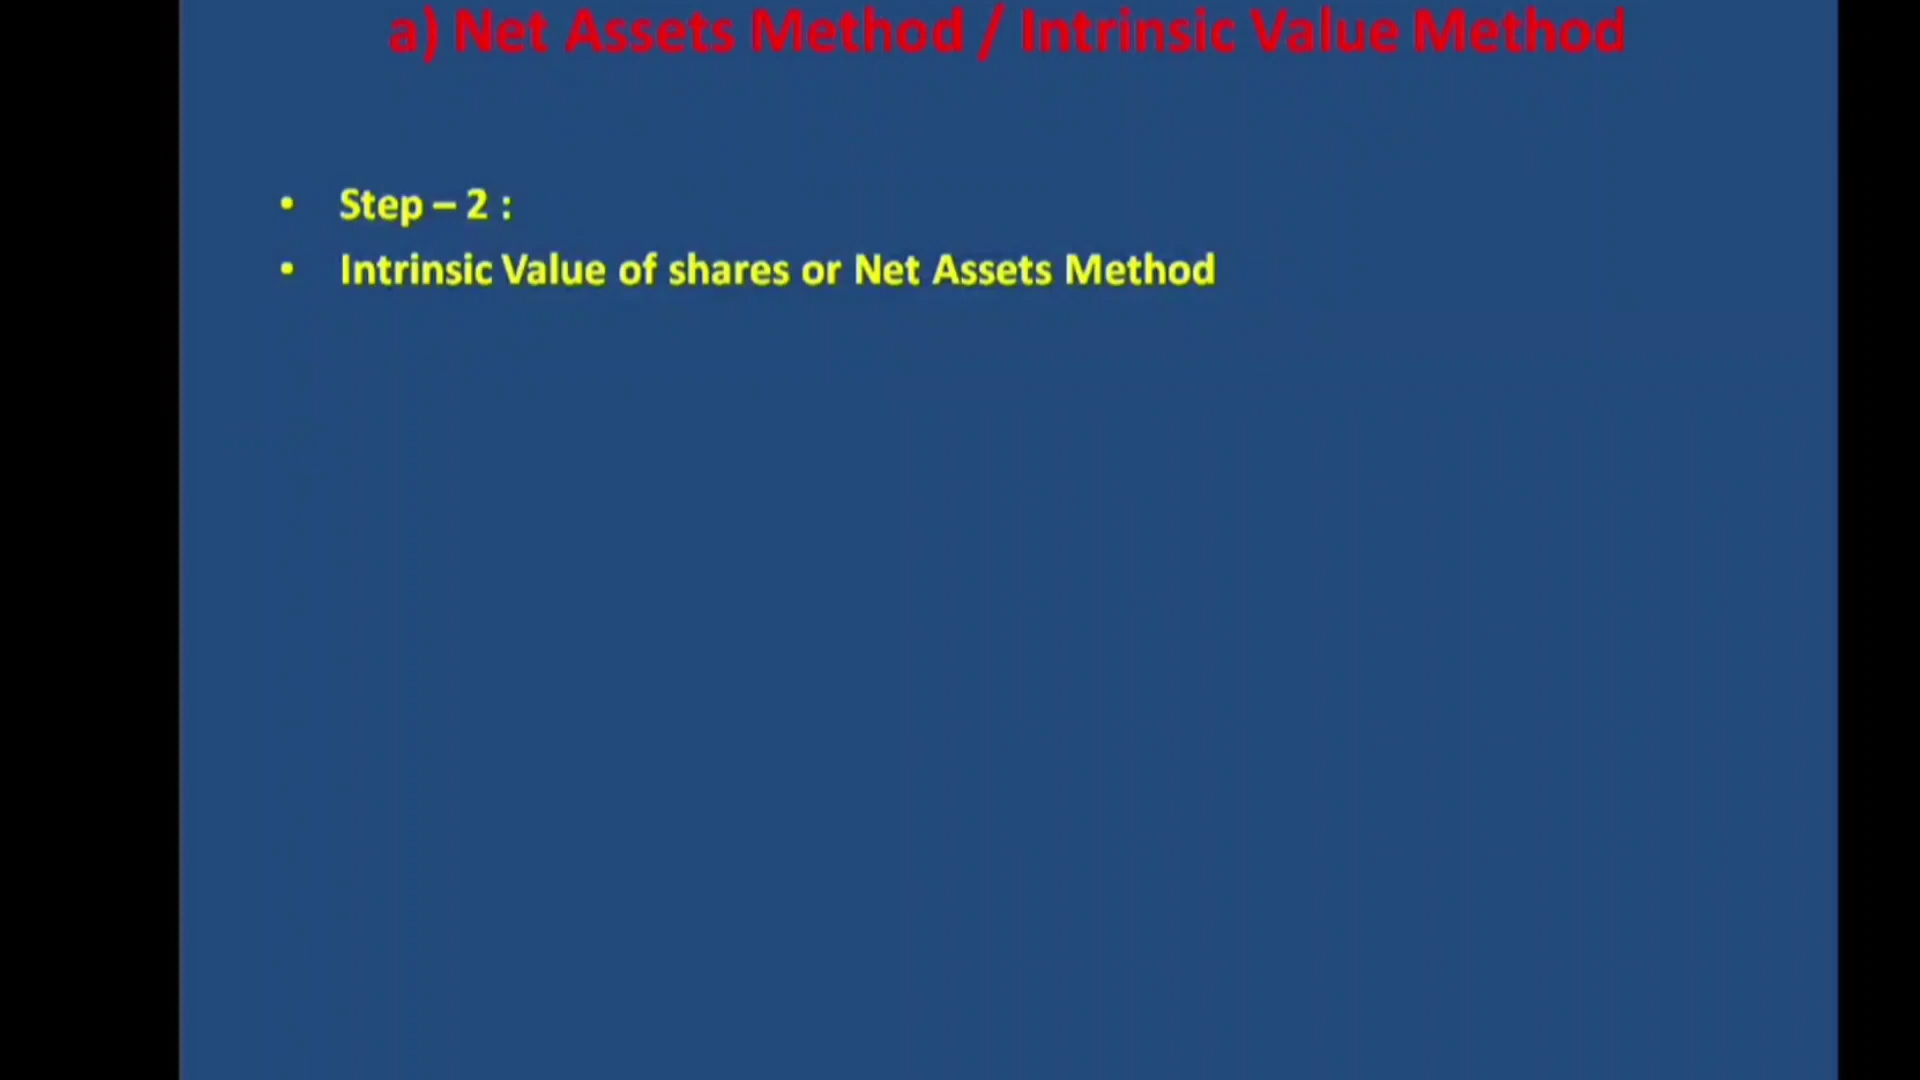 a) Net Assets Method / Intrinsic Value Method
• Step – 2 :
• Intrinsic Value of shares or Net Assets Method